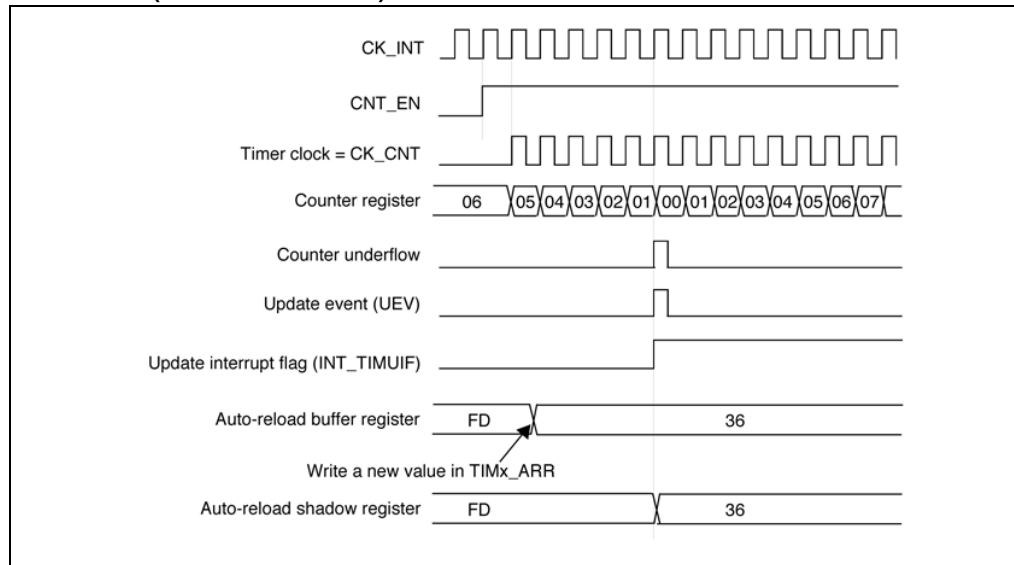 CK_INT
CNT_EN
Timer clock = CK_CNT
Counter register 06 05 04 03 02 01 00 01 02 03 04 05 06 07
Counter underflow
Update event (UEV)
Update interrupt flag (INT_TIMUIF)
Auto-reload buffer register FD 36
Write a new value in TIMx_ARR
Auto-reload shadow register FD 36